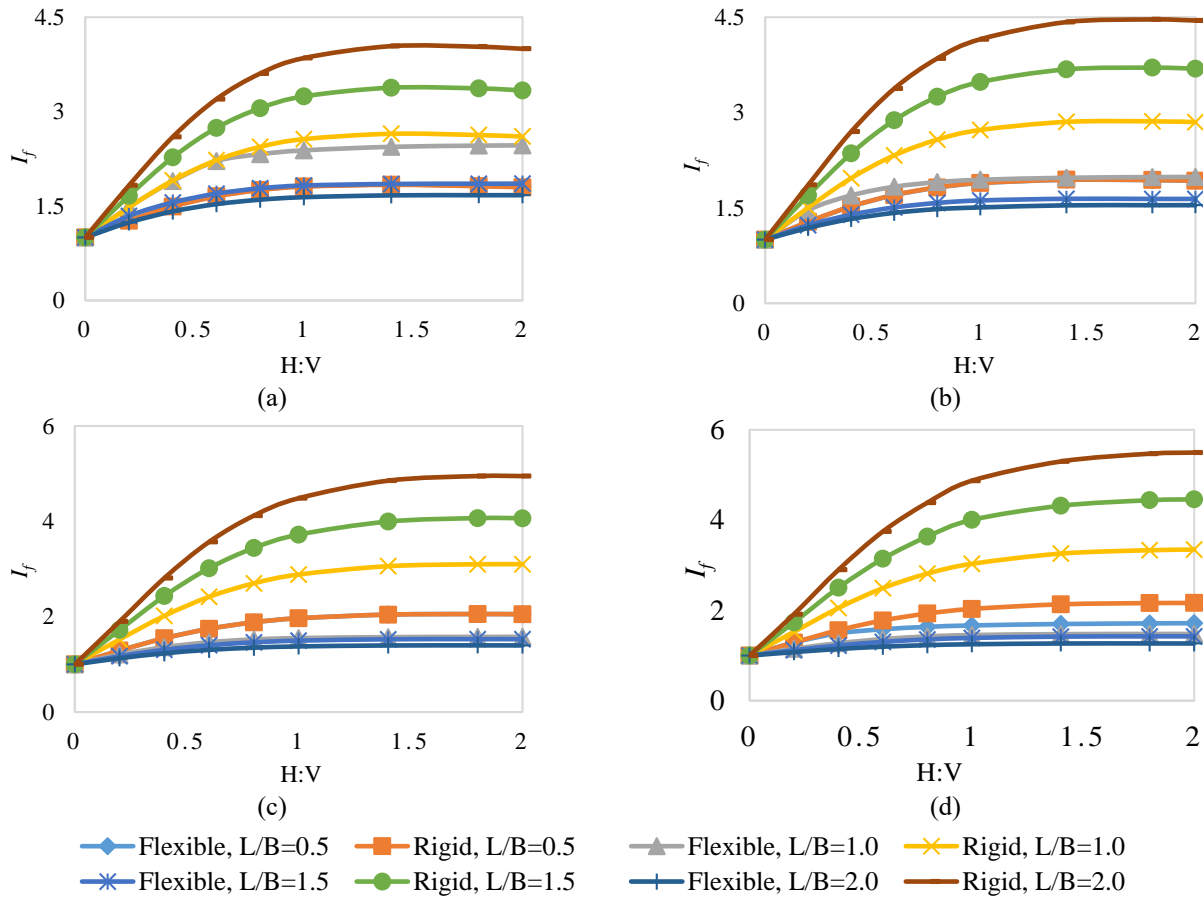 4.5
3
1.5
0
I_f
0 0.5 1 1.5 2
H:V
(a)
4.5
3
1.5
0
I_f
0 0.5 1 1.5 2
H:V
(b)
6
4
2
0
I_f
0 0.5 1 1.5 2
H:V
(c)
6
4
2
0
I_f
0 0.5 1 1.5 2
H:V
(d)
Flexible, L/B=0.5 Rigid, L/B=0.5 Flexible, L/B=1.0 Rigid, L/B=1.0
Flexible, L/B=1.5 Rigid, L/B=1.5 Flexible, L/B=2.0 Rigid, L/B=2.0